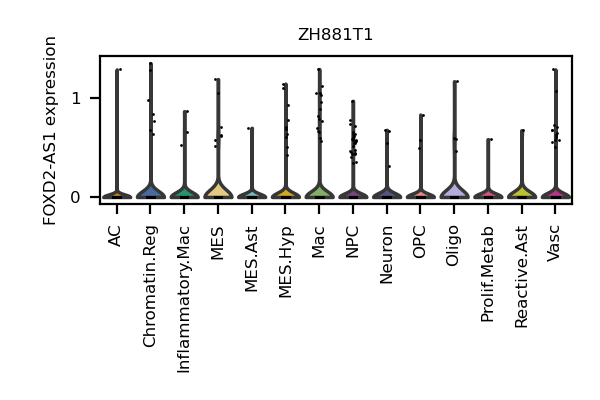 ZH881T1
FOXD2-AS1 expression
1
0
AC
Chromatin.Reg
Inflammatory.Mac
MES
MES.Ast
MES.Hyp
Mac
NPC
Neuron
OPC
Oligo
Prolif.Metab
Reactive.Ast
Vasc